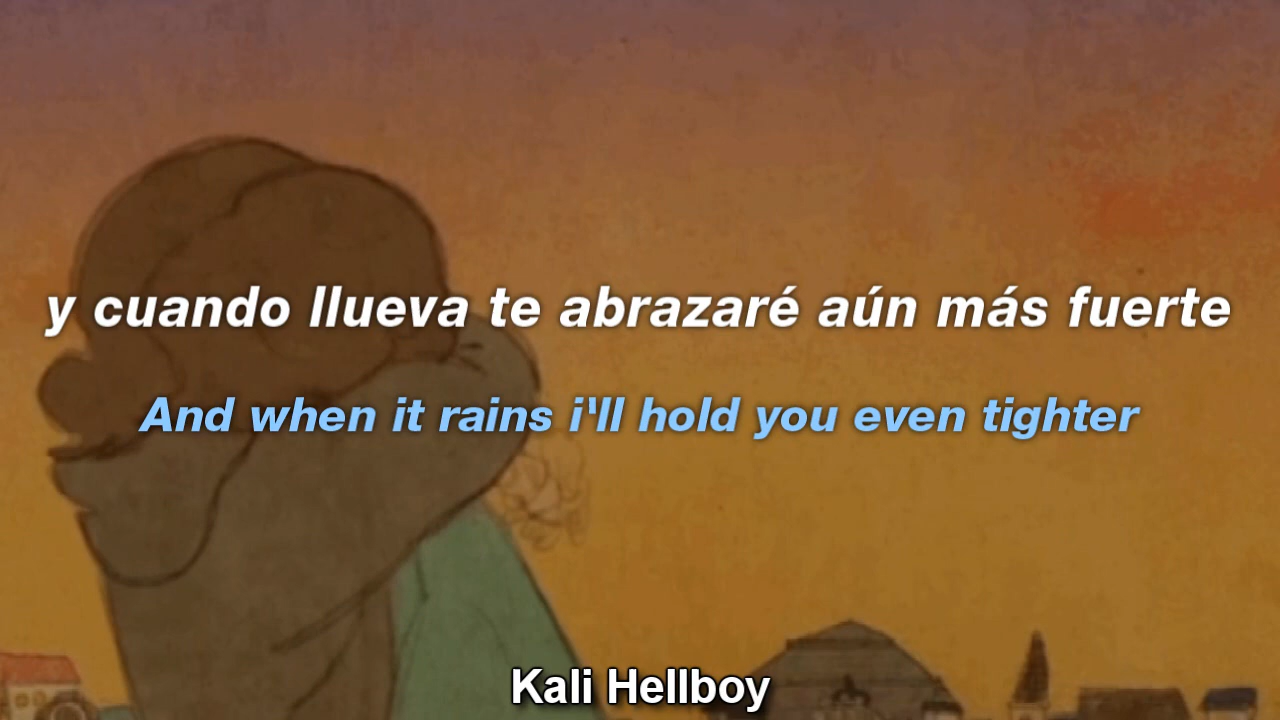 y cuando llueva te abrazaré aún más fuerte
And when it rains i'll hold you even tighter
Kali Hellboy